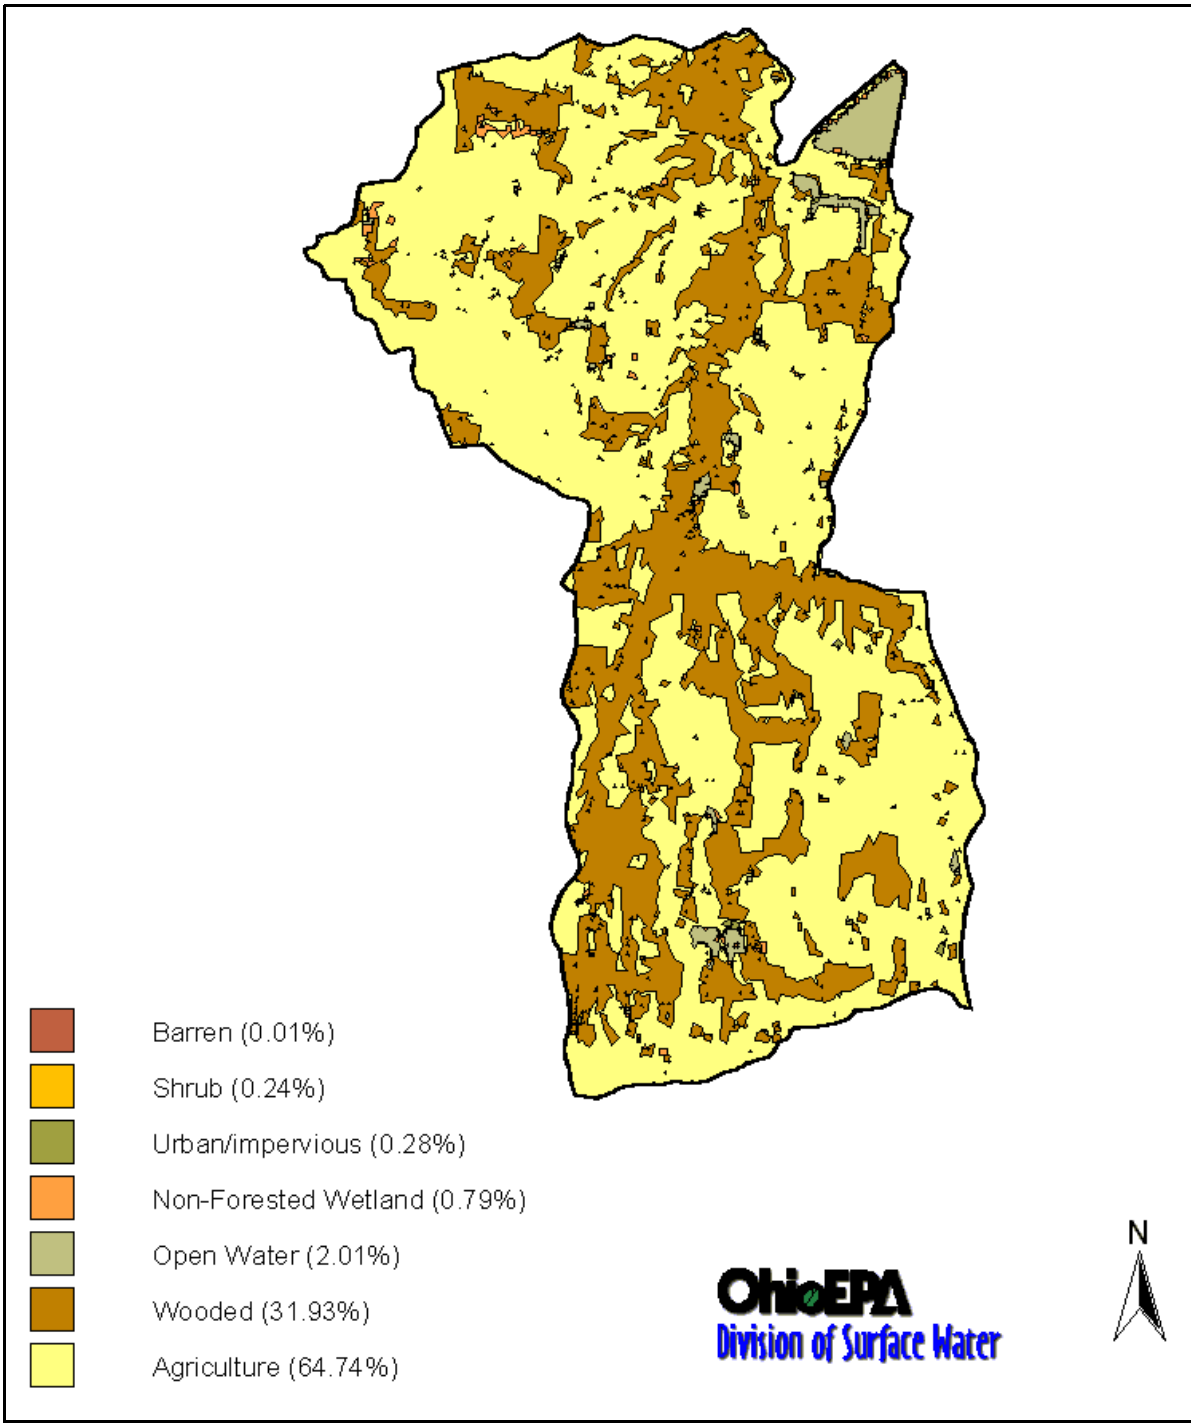 Barren (0.01%)
Shrub (0.24%)
Urban/impervious (0.28%)
Non-Forested Wetland (0.79%)
Open Water (2.01%)
Wooded (31.93%)
Agriculture (64.74%)
OhioEPA
Division of Surface Water
N